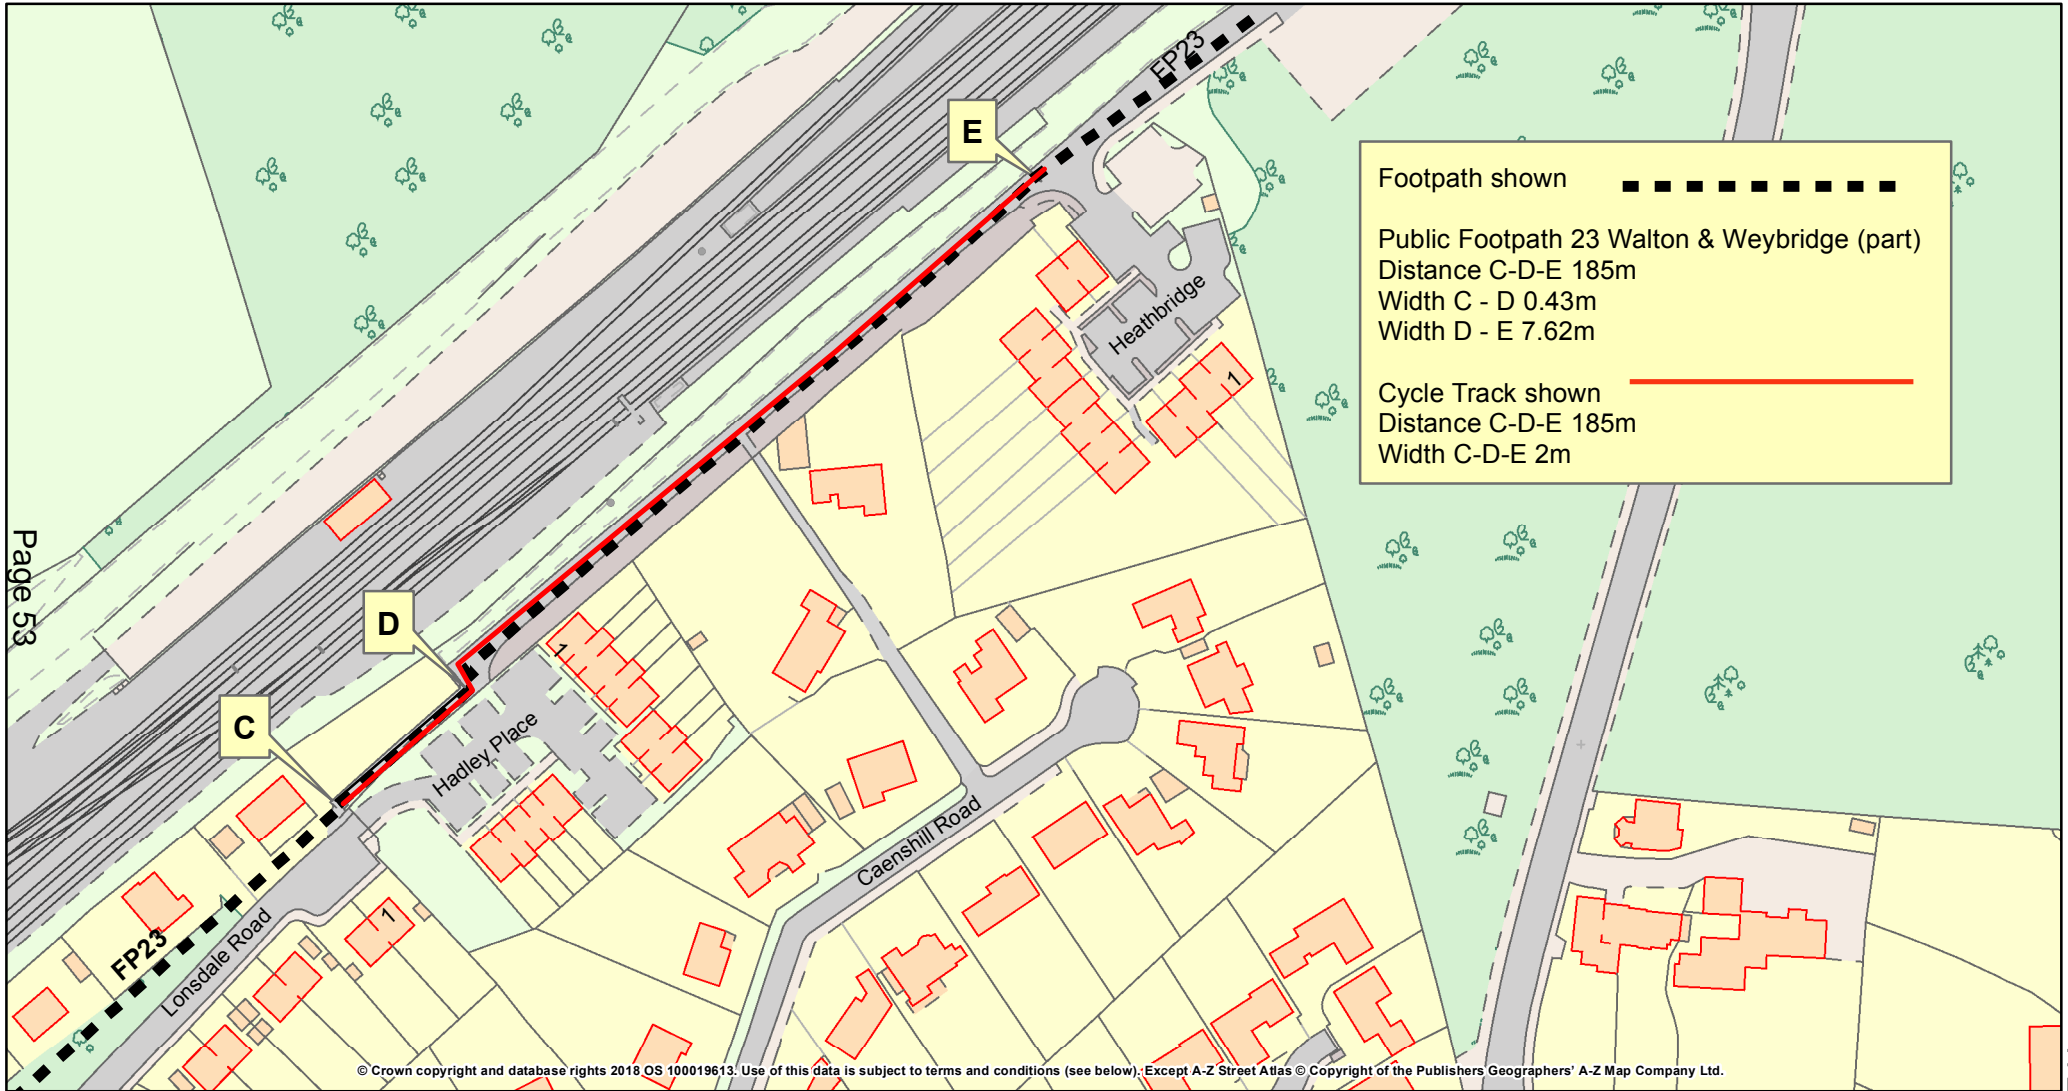 FP23
E
Footpath shown
Public Footpath 23 Walton & Weybridge (part)
Distance C-D-E 185m
Width C - D 0.43m
Width D - E 7.62m
Cycle Track shown
Distance C-D-E 185m
Width C-D-E 2m
Heathbridge
1
Page 53
D
1
C
Hadley Place
Caenshill Road
1
FP23
Lonsdale Road
© Crown copyright and database rights 2018 OS 100019613. Use of this data is subject to terms and conditions (see below). Except A-Z Street Atlas © Copyright of the Publishers Geographers' A-Z Map Company Ltd.